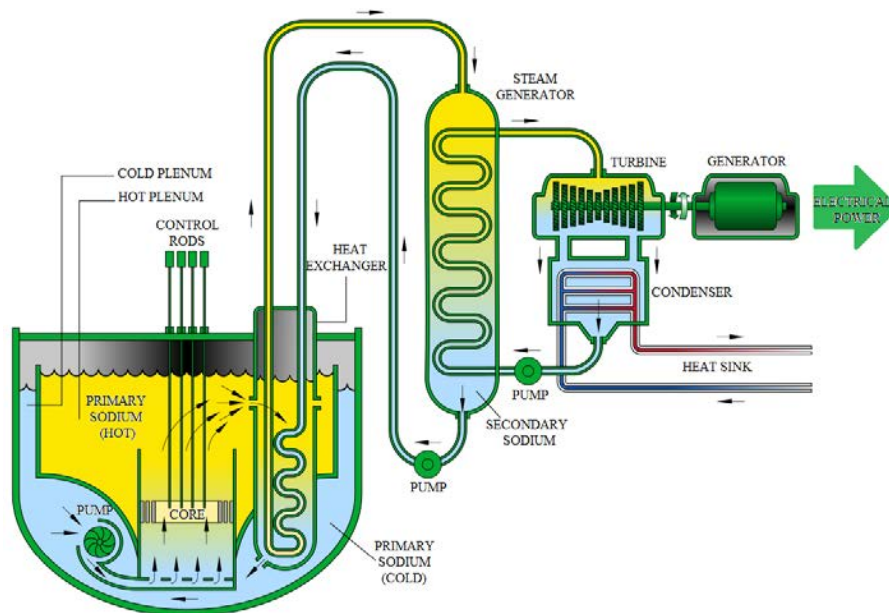 STEAM
GENERATOR
TURBINE
GENERATOR
COLD PLENUM
HOT PLENUM
CONTROL
RODS
HEAT
EXCHANGER
ELECTRICAL
POWER
CONDENSER
HEAT SINK
PUMP
PRIMARY
SODIUM
(HOT)
SECONDARY
SODIUM
PUMP
PUMP
CORE
PRIMARY
SODIUM
(COLD)